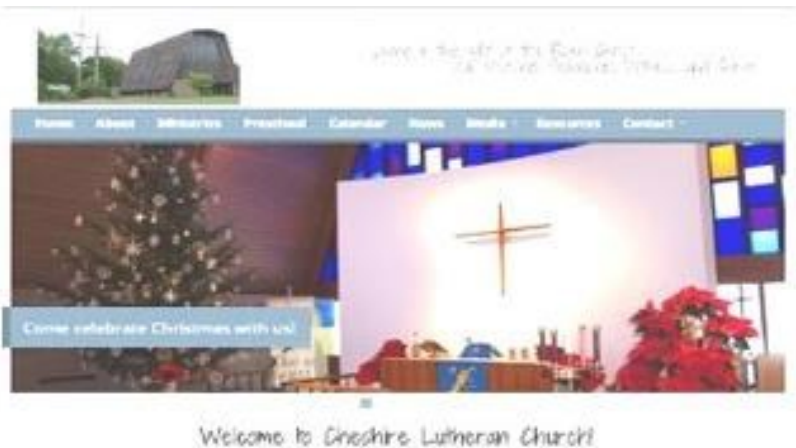 Home About Ministries Preschool Calendar News Media Resources Contact
Come celebrate Christmas with us!
Welcome to Cheshire Lutheran Church!